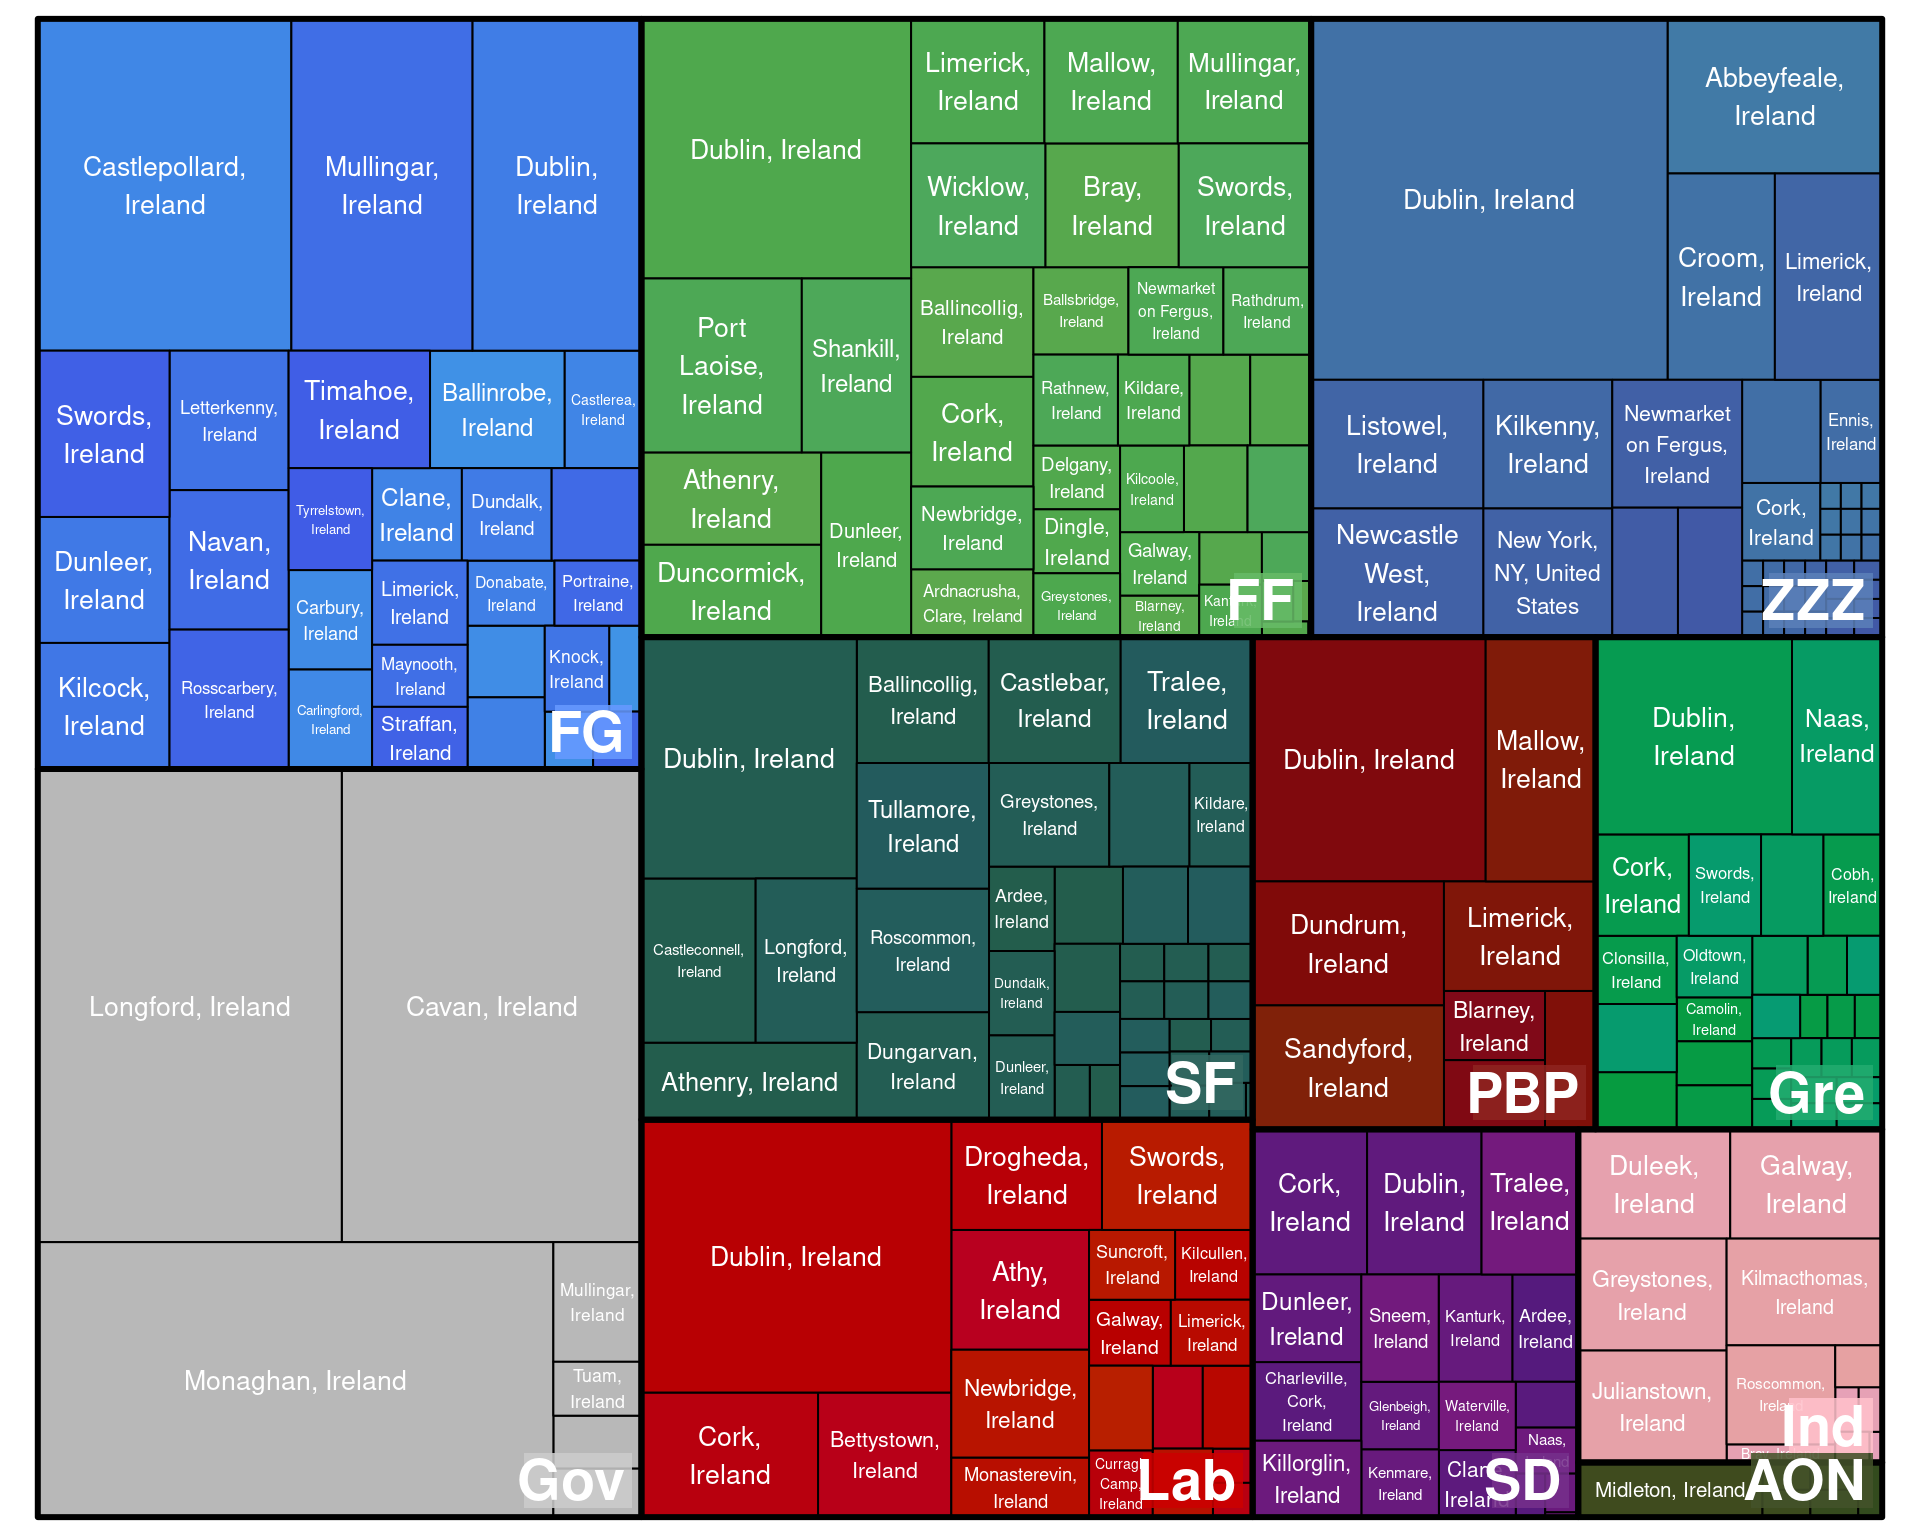 Castlepollard,
Ireland
Mullingar,
Ireland
Dublin,
Ireland
Swords,
Ireland
Letterkenny,
Ireland
Timahoe,
Ireland
Ballinrobe,
Ireland
Castlerea,
Ireland
Dunleer,
Ireland
Navan,
Ireland
Tyrrelstown,
Ireland
Clane,
Ireland
Dundalk,
Ireland
Kilcock,
Ireland
Rosscarbery,
Ireland
Carbury,
Ireland
Limerick,
Ireland
Donabate,
Ireland
Portraine,
Ireland
Carlingford,
Ireland
Maynooth,
Ireland
Straffan,
Ireland
Knock,
Ireland
FG
Longford, Ireland
Cavan, Ireland
Monaghan, Ireland
Mullingar,
Ireland
Tuam,
Ireland
Gov
Dublin, Ireland
Limerick,
Ireland
Mallow,
Ireland
Mullingar,
Ireland
Wicklow,
Ireland
Bray,
Ireland
Swords,
Ireland
Port
Laoise,
Ireland
Shankill,
Ireland
Athenry,
Ireland
Duncormick,
Ireland
Dunleer,
Ireland
Ballincollig,
Ireland
Cork,
Ireland
Newbridge,
Ireland
Ardnacrusha,
Clare, Ireland
Ballsbridge,
Ireland
Newmarket
on Fergus,
Ireland
Rathdrum,
Ireland
Rathnew,
Ireland
Kildare,
Ireland
Delgany,
Ireland
Kilcoole,
Ireland
Dingle,
Ireland
Galway,
Ireland
Greystones,
Ireland
Blarney,
Ireland
Ireland
FF
Dublin, Ireland
Abbeyfeale,
Ireland
Croom,
Ireland
Limerick,
Ireland
Listowel,
Ireland
Kilkenny,
Ireland
Newmarket
on Fergus,
Ireland
Ennis,
Ireland
Newcastle
West,
Ireland
New York,
NY, United
States
Cork,
Ireland
ZZZ
Dublin, Ireland
Ballincollig,
Ireland
Castlebar,
Ireland
Tralee,
Ireland
Tullamore,
Ireland
Greystones,
Ireland
Kildare,
Ireland
Castleconnell,
Ireland
Longford,
Ireland
Roscommon,
Ireland
Ardee,
Ireland
Dundalk,
Ireland
Athenry, Ireland
Dungarvan,
Ireland
Dunleer,
Ireland
SF
Dublin, Ireland
Mallow,
Ireland
Dundrum,
Ireland
Limerick,
Ireland
Sandyford,
Ireland
Blarney,
Ireland
PBP
Dublin,
Ireland
Naas,
Ireland
Cork,
Ireland
Swords,
Ireland
Cobh,
Ireland
Clonsilla,
Ireland
Oldtown,
Ireland
Camolin,
Ireland
Gre
Dublin, Ireland
Drogheda,
Ireland
Swords,
Ireland
Athy,
Ireland
Suncroft,
Ireland
Kilcullen,
Ireland
Galway,
Ireland
Limerick,
Ireland
Cork,
Ireland
Bettystown,
Ireland
Newbridge,
Ireland
Monasterevin,
Ireland
Curragh
Camp,
Ireland
Lab
Cork,
Ireland
Dublin,
Ireland
Tralee,
Ireland
Dunleer,
Ireland
Sneem,
Ireland
Kanturk,
Ireland
Ardee,
Ireland
Charleville,
Cork,
Ireland
Glenbeigh,
Ireland
Waterville,
Ireland
Naas,
Ireland
Killorglin,
Ireland
Kenmare,
Ireland
Clane,
Ireland
SD
Duleek,
Ireland
Galway,
Ireland
Greystones,
Ireland
Kilmacthomas,
Ireland
Julianstown,
Ireland
Roscommon,
Ireland
Ind
Midleton, Ireland
AON